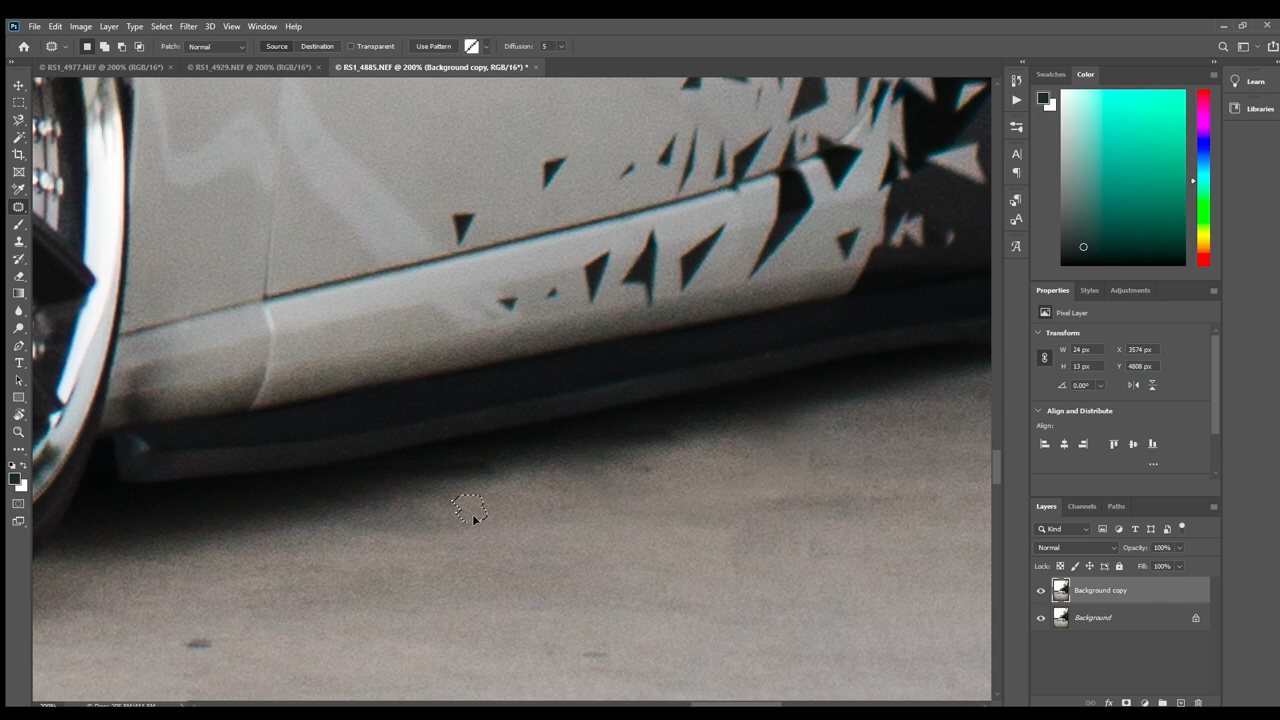 File Edit Image Layer Type Select Filter 3D View Window Help
Patch: Normal Source Destination Transparent Use Pattern Diffusion: 5
RS1_4977.NEF @ 200% (RGB/16*) × RS1_4929.NEF @ 200% (RGB/16*) × RS1_4885.NEF @ 200% (Background copy, RGB/16*) * ×
Swatches Color
Learn
Libraries
Properties Styles Adjustments
Pixel Layer
Transform
W 24 px X 3574 px
H 13 px Y 4808 px
0.00°
Align and Distribute
Align:
Layers Channels Paths
Kind
Normal Opacity: 100%
Lock: Fill: 100%
Background copy
Background